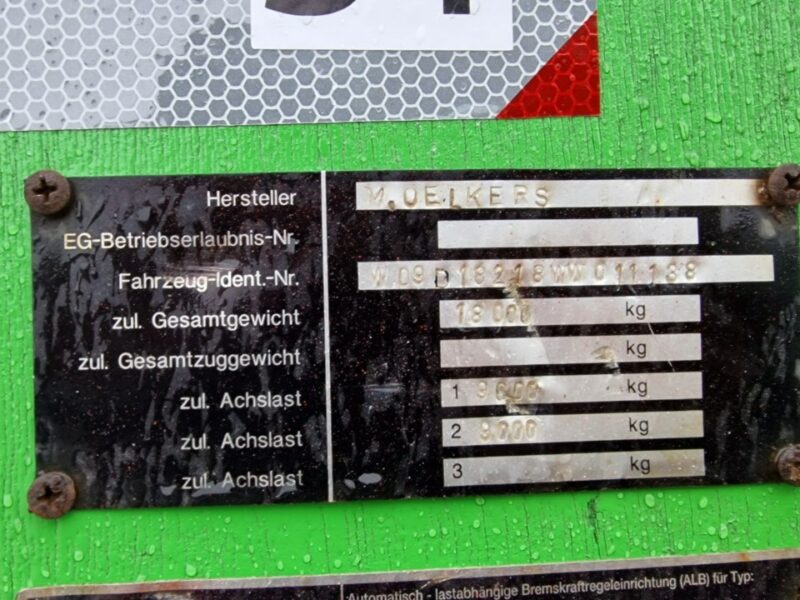 Hersteller M.OELKERS
EG-Betriebserlaubnis-Nr.
Fahrzeug-Ident.-Nr. W09D18218WW011138
zul. Gesamtgewicht 18000 kg
zul. Gesamtzuggewicht kg
zul. Achslast 1 9000 kg
zul. Achslast 2 9000 kg
zul. Achslast 3 kg
Automatisch - lastabhängige Bremskraftregeleinrichtung (ALB) für Typ: